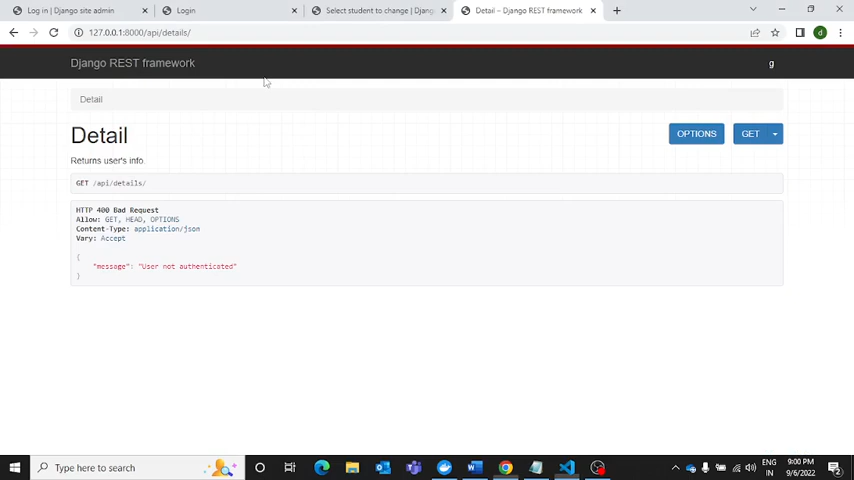 Log in | Django site admin
Login
Select student to change | Djang
Detail – Django REST framework
127.0.0.1:8000/api/details/
d
Django REST framework
g
Detail
Detail
OPTIONS
GET
Returns user's info.
GET /api/details/
HTTP 400 Bad Request
Allow: GET, HEAD, OPTIONS
Content-Type: application/json
Vary: Accept
{
"message": "User not authenticated"
}
Type here to search
ENG
IN
9:00 PM
9/6/2022
2